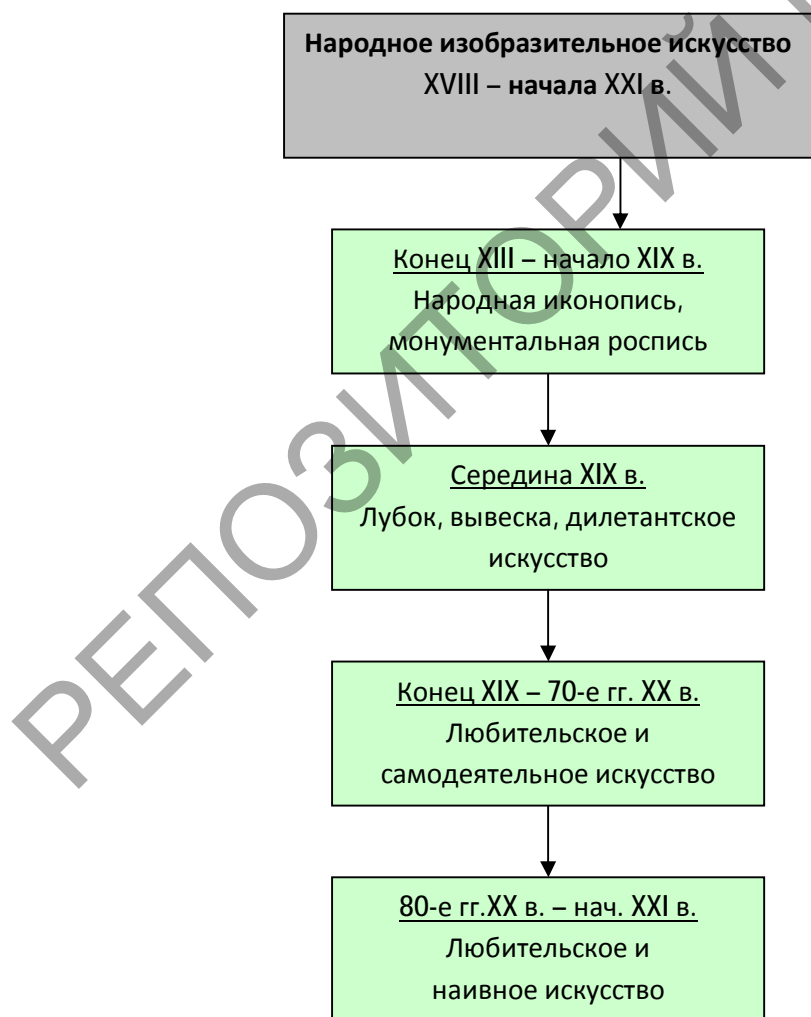 Народное изобразительное искусство
XVIII – начала XXI в.
Конец XIII – начало XIX в.
Народная иконопись,
монументальная роспись
Середина XIX в.
Лубок, вывеска, дилетантское
искусство
Конец XIX – 70-е гг. XX в.
Любительское и
самодеятельное искусство
80-е гг.XX в. – нач. XXI в.
Любительское и
наивное искусство
РЕПОЗИТОРИЙ